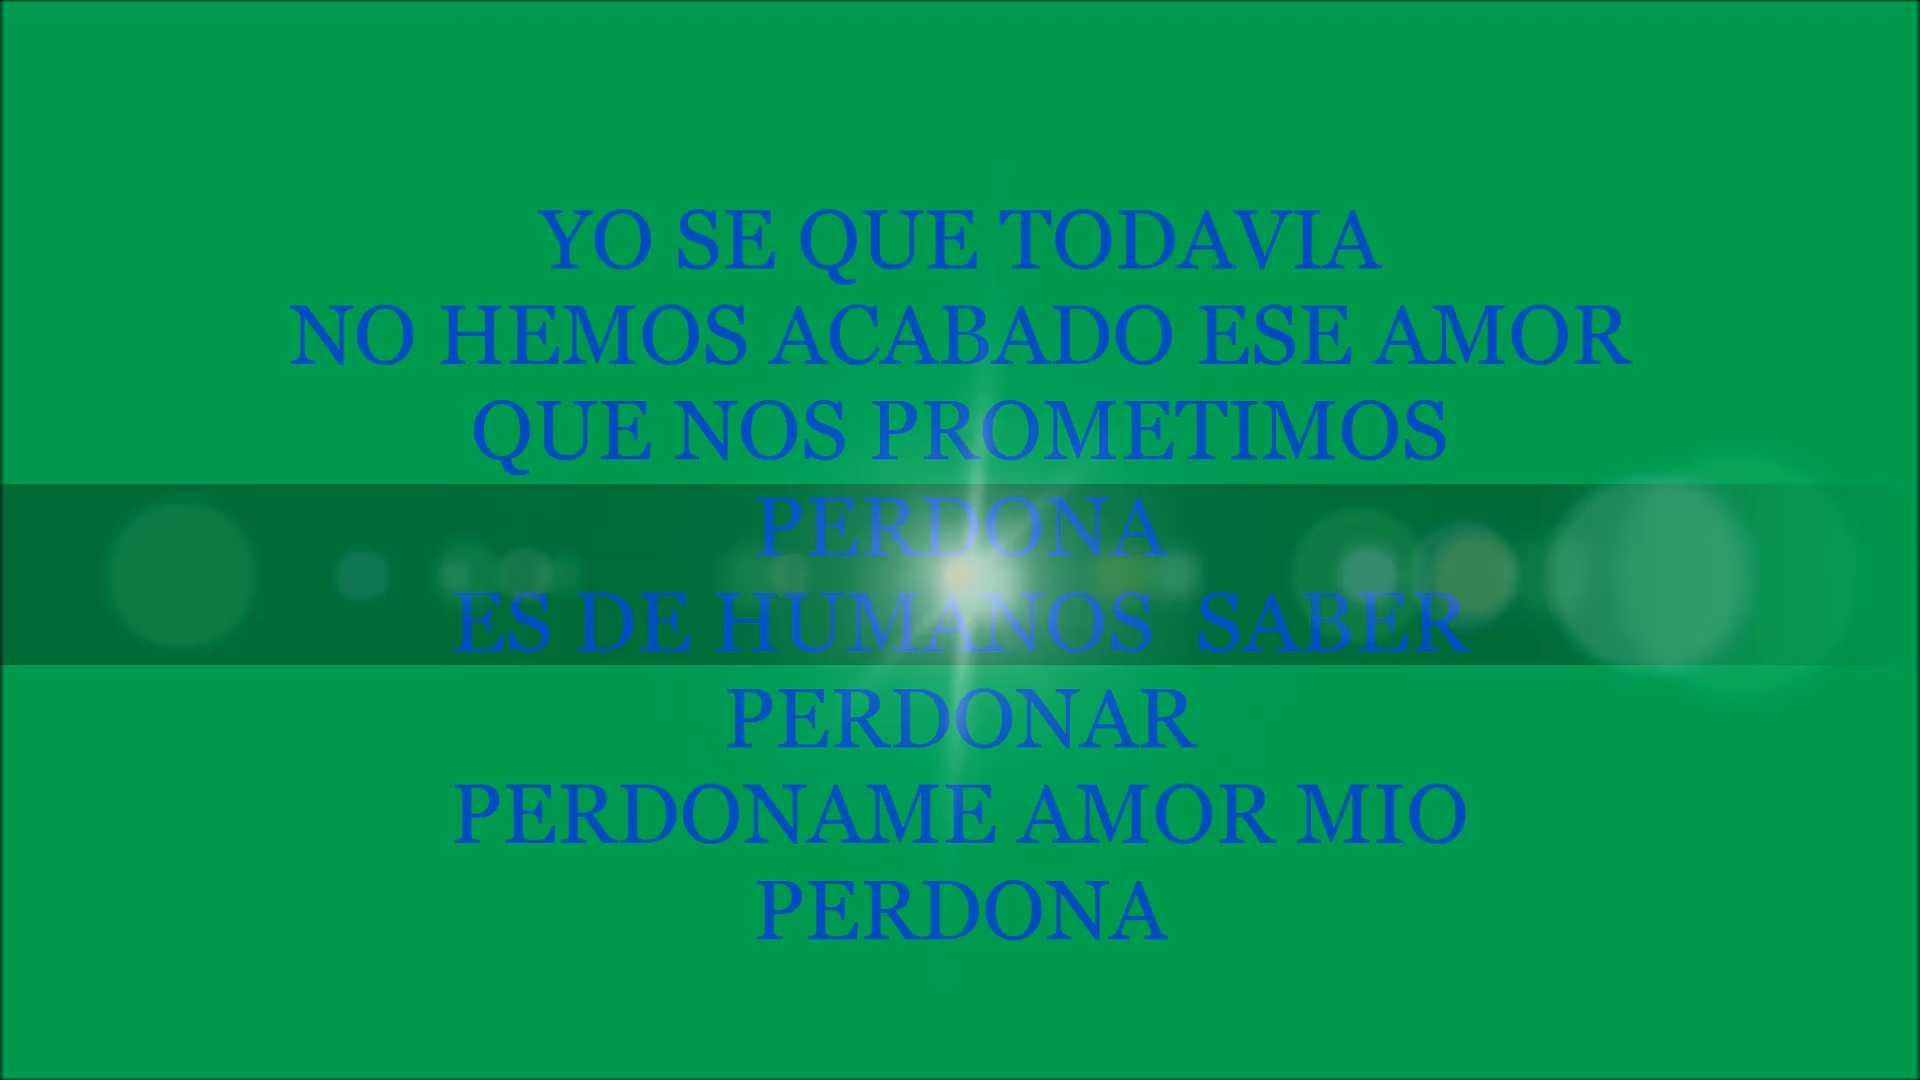 YO SE QUE TODAVIA
NO HEMOS ACABADO ESE AMOR
QUE NOS PROMETIMOS
PERDONA
ES DE HUMANOS  SABER
PERDONAR
PERDONAME AMOR MIO
PERDONA